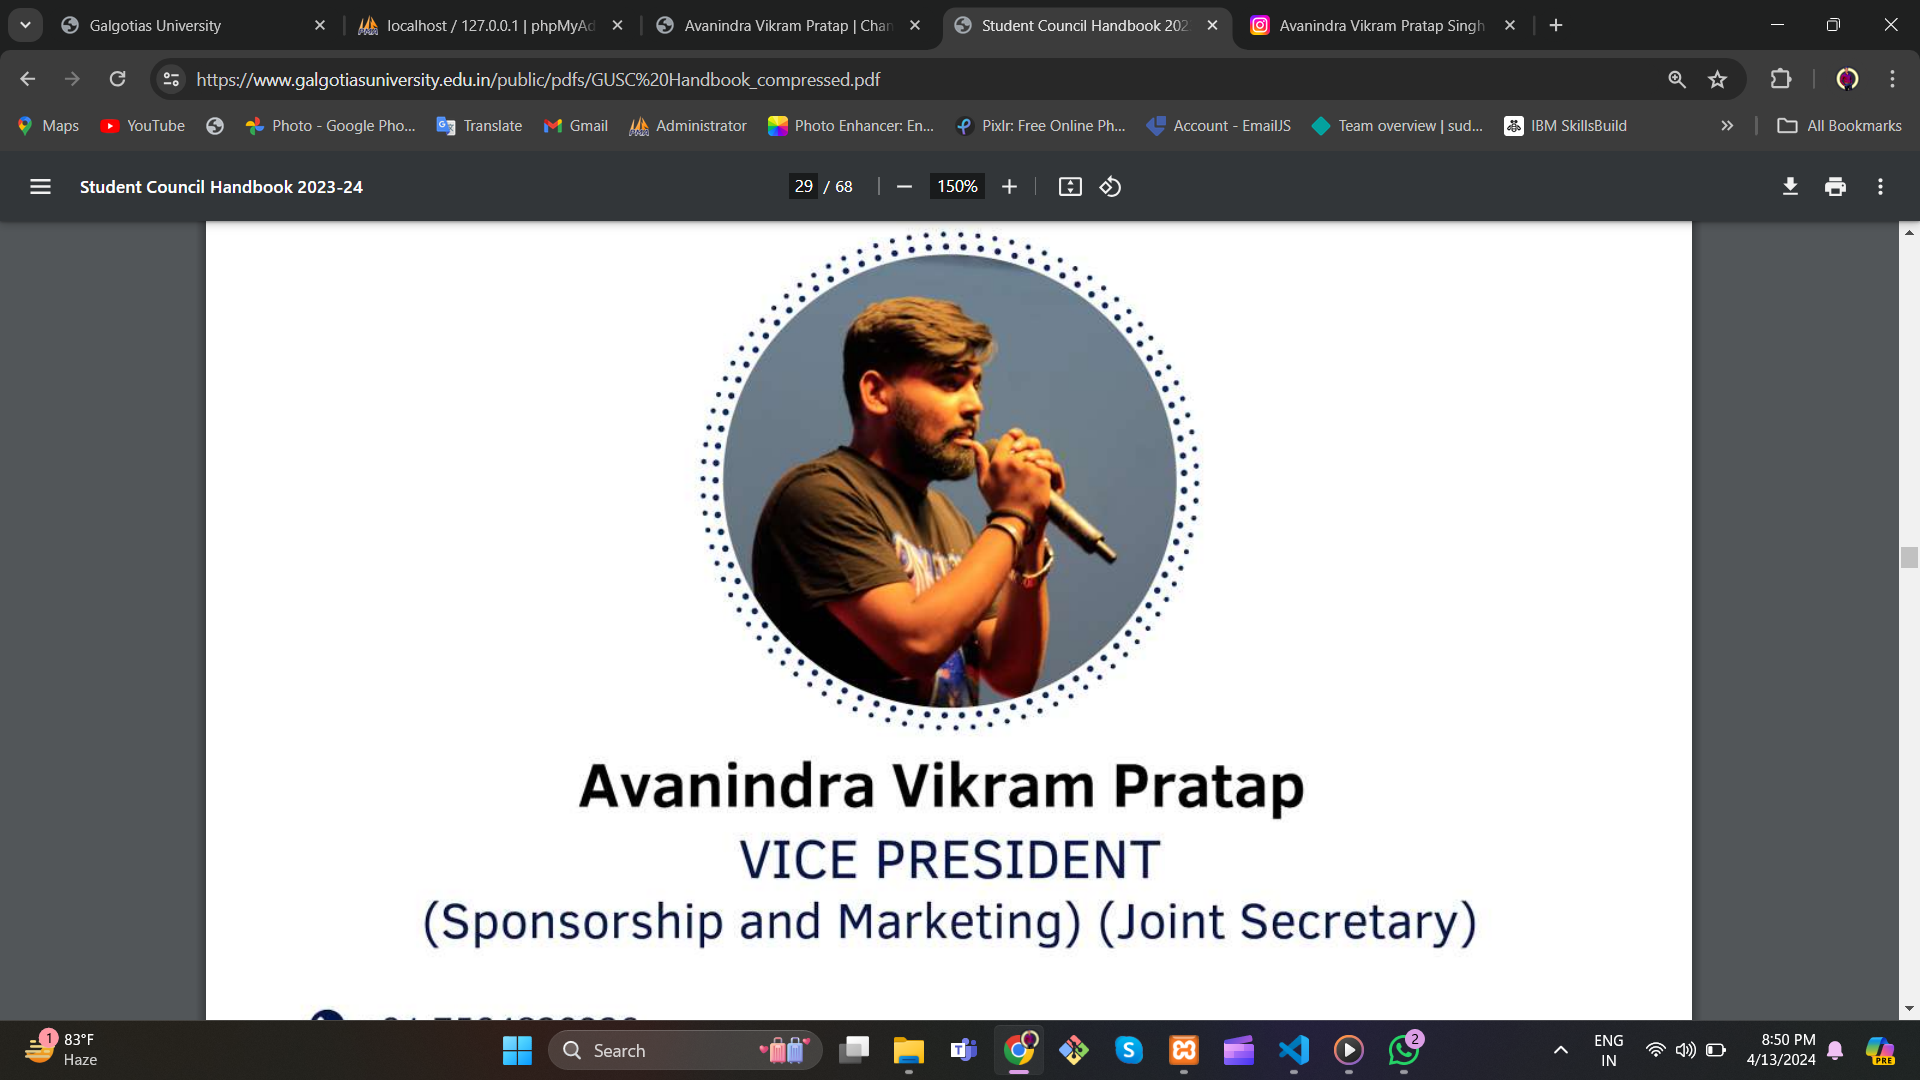 Galgotias University
localhost / 127.0.0.1 | phpMyAd
Avanindra Vikram Pratap | Chan
Student Council Handbook 202
Avanindra Vikram Pratap Singh
https://www.galgotiasuniversity.edu.in/public/pdfs/GUSC%20Handbook_compressed.pdf
Maps
YouTube
Photo - Google Pho...
Translate
Gmail
Administrator
Photo Enhancer: En...
Pixlr: Free Online Ph...
Account - EmailJS
Team overview | sud...
IBM SkillsBuild
All Bookmarks
Student Council Handbook 2023-24
29 / 68
150%
Avanindra Vikram Pratap
VICE PRESIDENT
(Sponsorship and Marketing) (Joint Secretary)
1
83°F
Haze
Search
2
ENG
IN
8:50 PM
4/13/2024
PRE